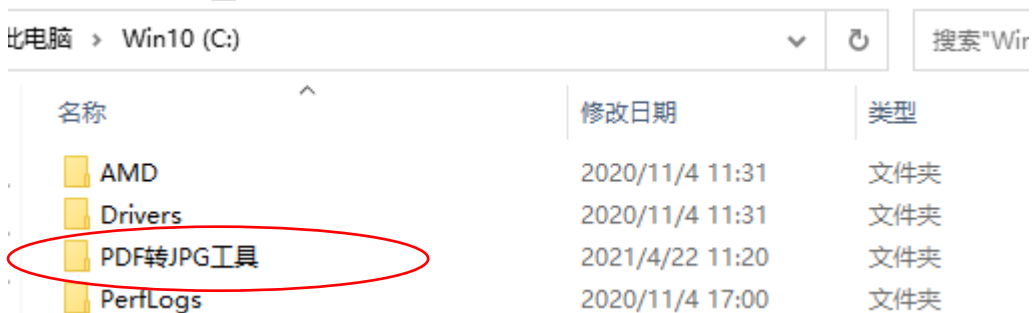 此电脑 > Win10 (C:) 搜索"Win
名称 修改日期 类型
AMD 2020/11/4 11:31 文件夹
Drivers 2020/11/4 11:31 文件夹
PDF转JPG工具 2021/4/22 11:20 文件夹
PerfLogs 2020/11/4 17:00 文件夹